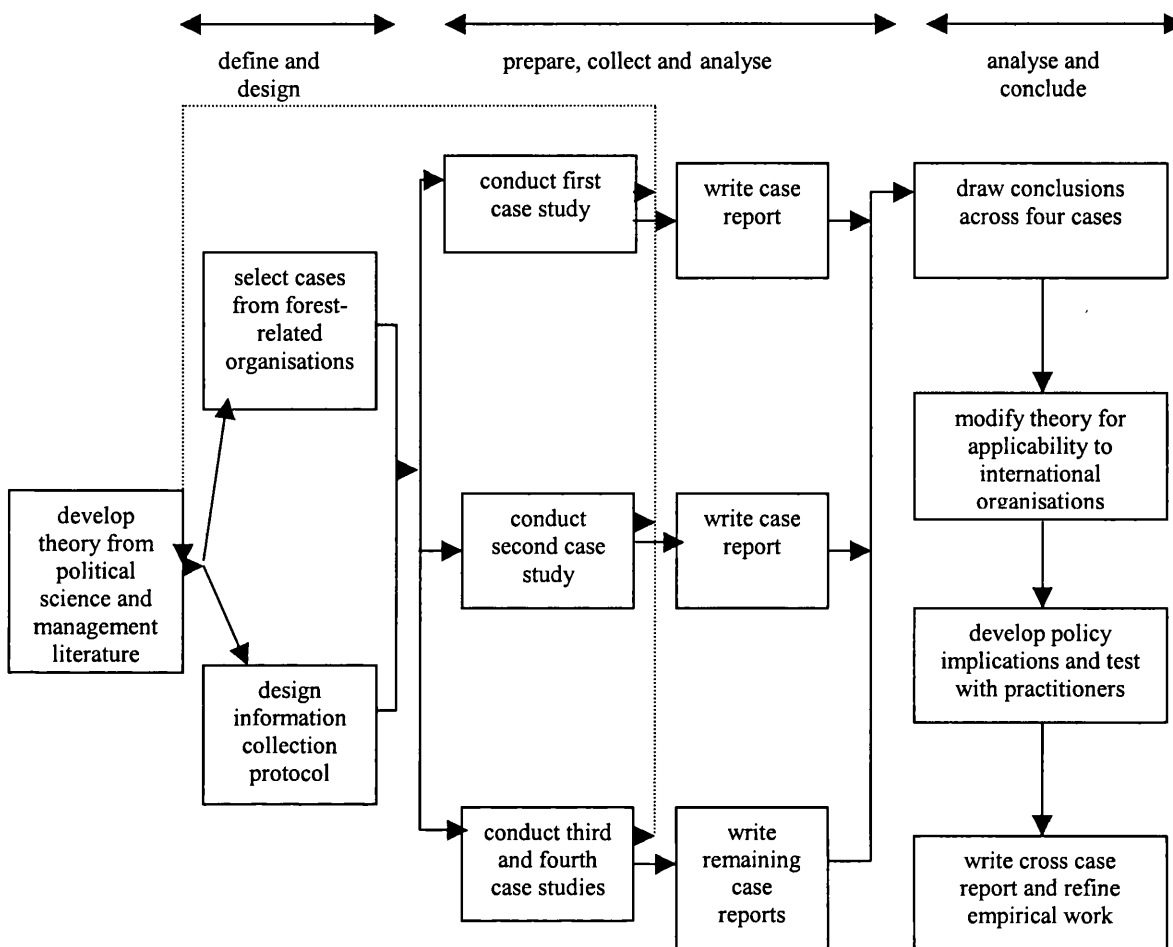 define and
design
prepare, collect and analyse
analyse and
conclude
develop
theory from
political
science and
management
literature
select cases
from forest-
related
organisations
design
information
collection
protocol
conduct first
case study
write case
report
conduct
second case
study
write case
report
conduct third
and fourth
case studies
write
remaining
case
reports
draw conclusions
across four cases
modify theory for
applicability to
international
organisations
develop policy
implications and test
with practitioners
write cross case
report and refine
empirical work